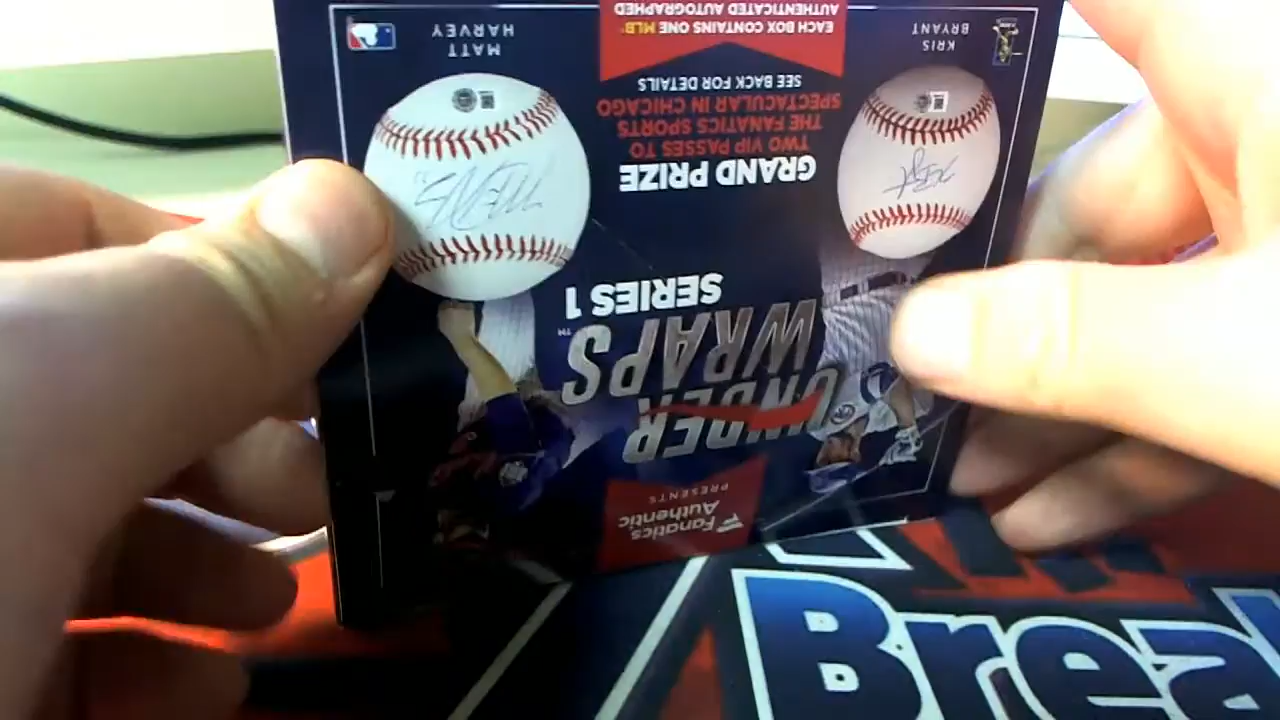 Fanatics
Authentic
PRESENTS
UNDER
WRAPS™
SERIES 1
GRAND PRIZE
TWO VIP PASSES TO
THE FANATICS SPORTS
SPECTACULAR IN CHICAGO
SEE BACK FOR DETAILS
EACH BOX CONTAINS ONE MLB®
AUTHENTICATED AUTOGRAPHED
KRIS
BRYANT
MATT
HARVEY
Brea